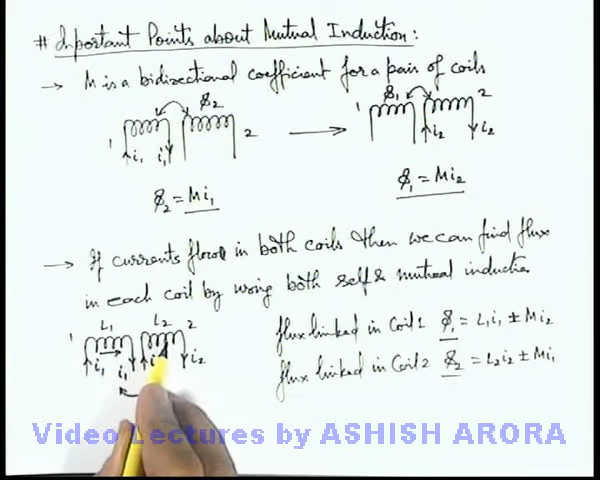 # Important Points about Mutual Induction:
→ M is a bidirectional coefficient for a pair of coils
1 i₁ i₁ ϕ₂ 2 → 1 ϕ₁ i₂ i₂ 2
ϕ₂ = Mi₁ ϕ₁ = Mi₂
→ If currents flow in both coils then we can find flux
in each coil by using both self & mutual induction
1 L₁ L₂ 2 i₁ i₁ i₂
flux linked in Coil 1 ϕ₁ = L₁i₁ ± Mi₂
flux linked in Coil 2 ϕ₂ = L₂i₂ ± Mi₁
Video Lectures by ASHISH ARORA